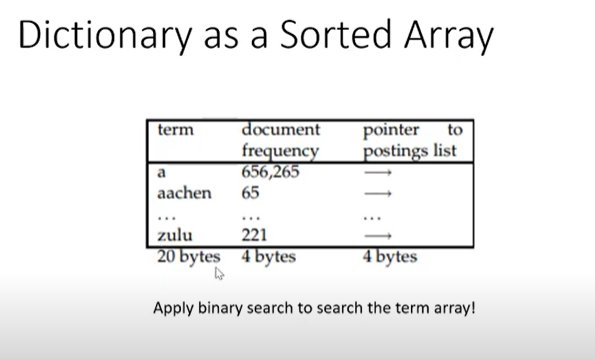 Dictionary as a Sorted Array
term document frequency pointer to postings list
a 656,265 →
aachen 65 →
... ... ...
zulu 221 →
20 bytes 4 bytes 4 bytes
Apply binary search to search the term array!